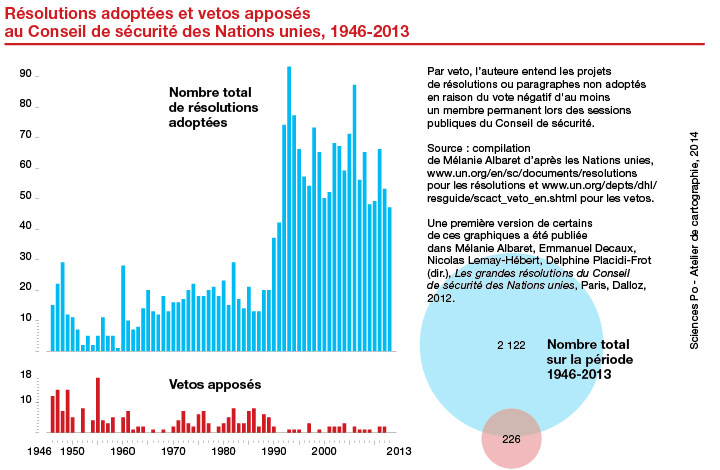 Résolutions adoptées et vetos apposés
au Conseil de sécurité des Nations unies, 1946-2013
90
80
70
60
50
40
30
20
10
Nombre total
de résolutions
adoptées
18
10
Vetos apposés
1946
1950
1960
1970
1980
1990
2000
2013
Par veto, l'auteure entend les projets
de résolutions ou paragraphes non adoptés
en raison du vote négatif d'au moins
un membre permanent lors des sessions
publiques du Conseil de sécurité.
Source : compilation
de Mélanie Albaret d'après les Nations unies,
www.un.org/en/sc/documents/resolutions
pour les résolutions et www.un.org/depts/dhl/
resguide/scact_veto_en.shtml pour les vetos.
Une première version de certains
de ces graphiques a été publiée
dans Mélanie Albaret, Emmanuel Decaux,
Nicolas Lemay-Hébert, Delphine Placidi-Frot
(dir.), Les grandes résolutions du Conseil
de sécurité des Nations unies, Paris, Dalloz,
2012.
2 122
Nombre total
sur la période
1946-2013
226
Sciences Po - Atelier de cartographie, 2014